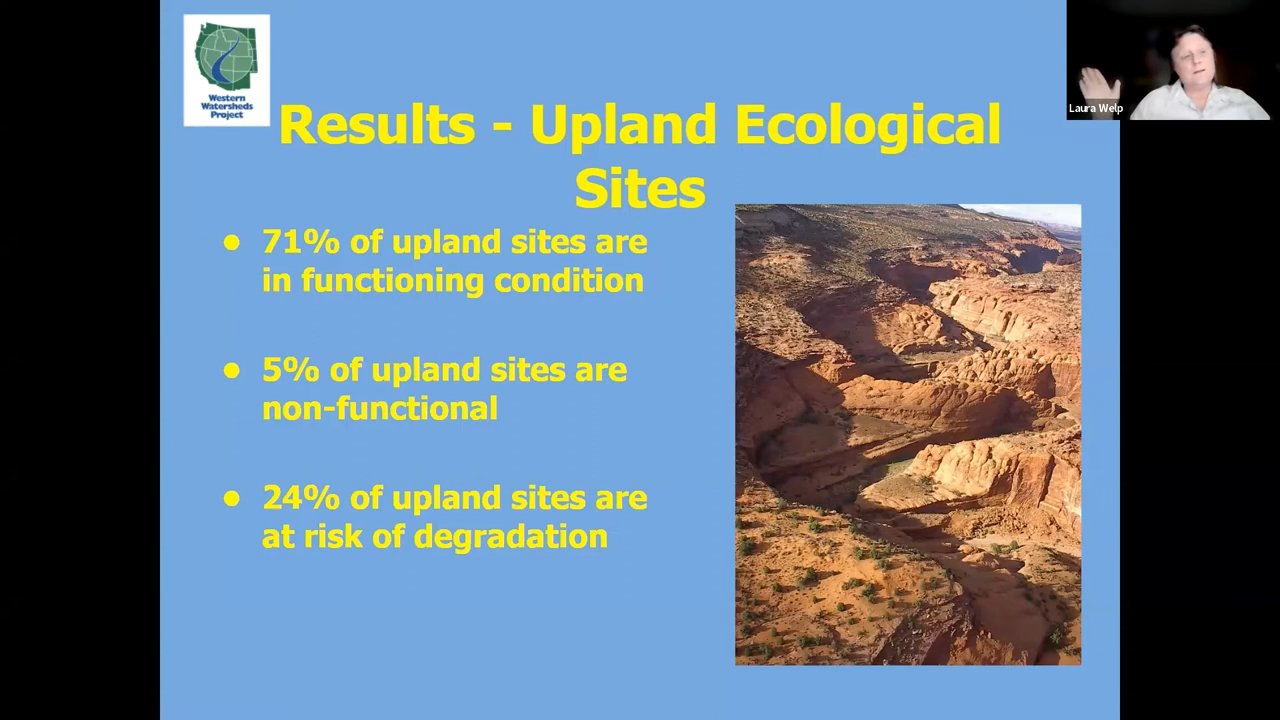 Western
Watersheds
Project
Laura Welp
Results - Upland Ecological
Sites
● 71% of upland sites are
in functioning condition
● 5% of upland sites are
non-functional
● 24% of upland sites are
at risk of degradation